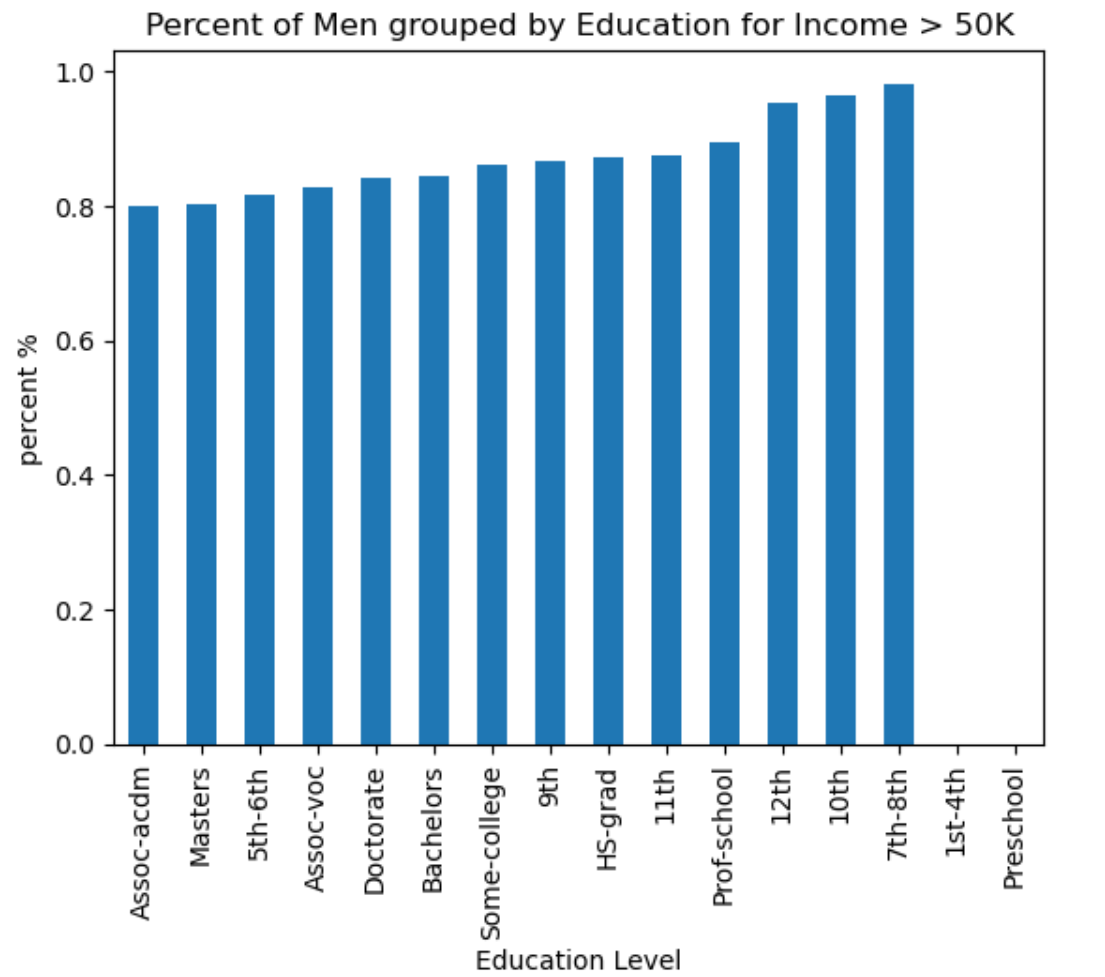 Percent of Men grouped by Education for Income > 50K
percent %
1.0
0.8
0.6
0.4
0.2
0.0
Assoc-acdm
Masters
5th-6th
Assoc-voc
Doctorate
Bachelors
Some-college
9th
HS-grad
11th
Prof-school
12th
10th
7th-8th
1st-4th
Preschool
Education Level